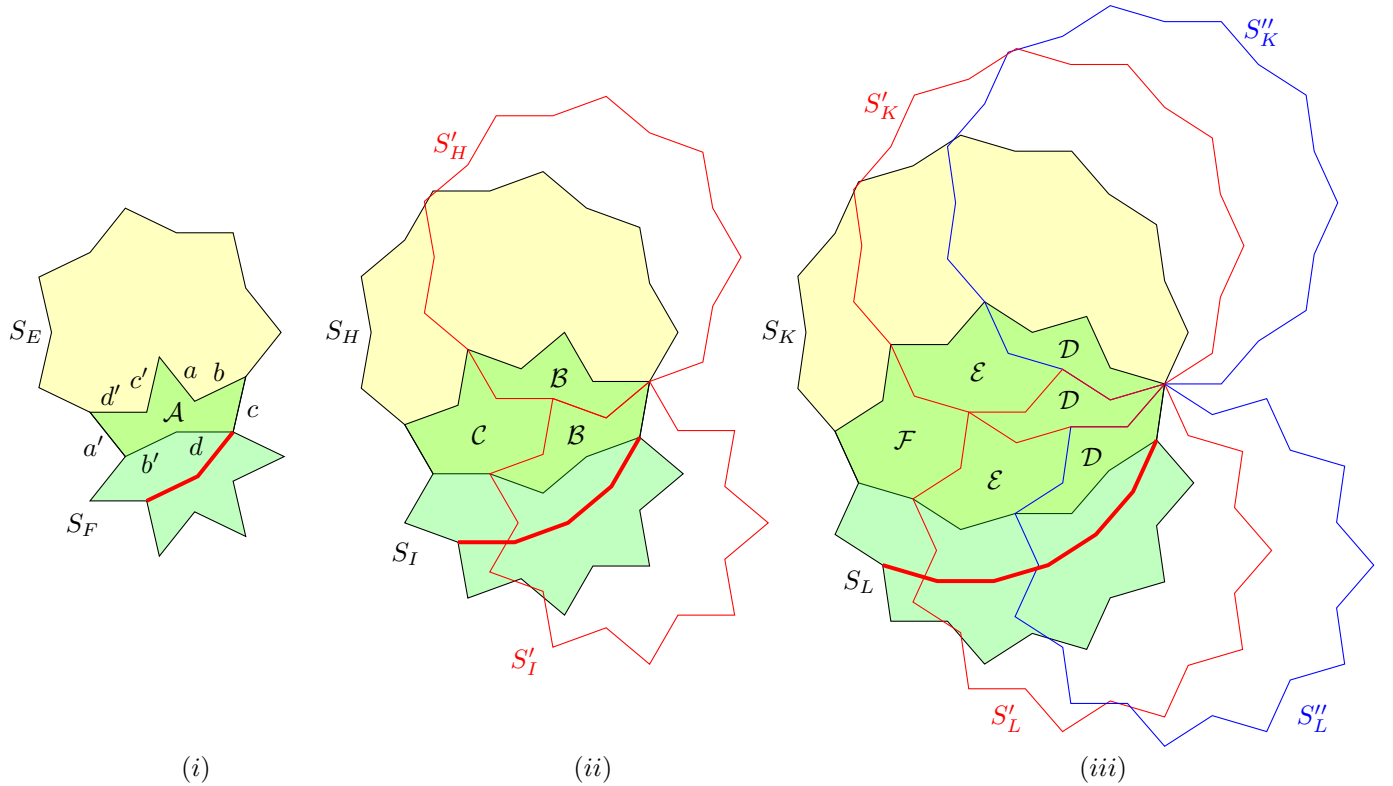 S''_K
S'_K
S'_H
S_E
c' a b
d'
A c
a' b' d
S_F
S_H
B
C B
S_I
S'_I
S_K
D
E
D
F
E D
S_L
S'_L
S''_L
(i) (ii) (iii)